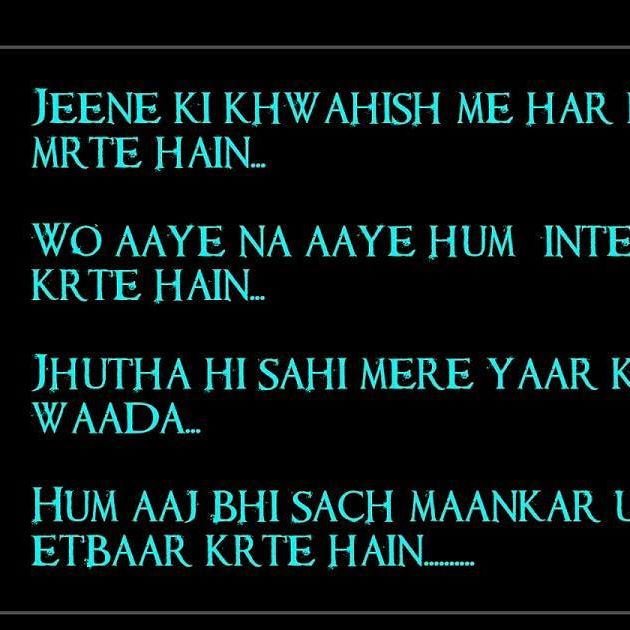 Jeene ki khwahish me har
mrte hain...
Wo aaye na aaye hum
krte hain...
Jhutha hi sahi mere yaar
waada...
Hum aaj bhi sach maankar
etbaar krte hain..........